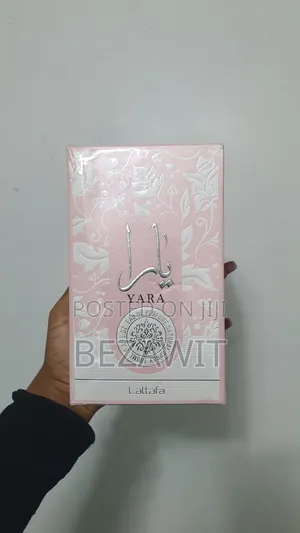 يارا
YARA
POSTED ON JIJI
BEZAWIT
Lattafa